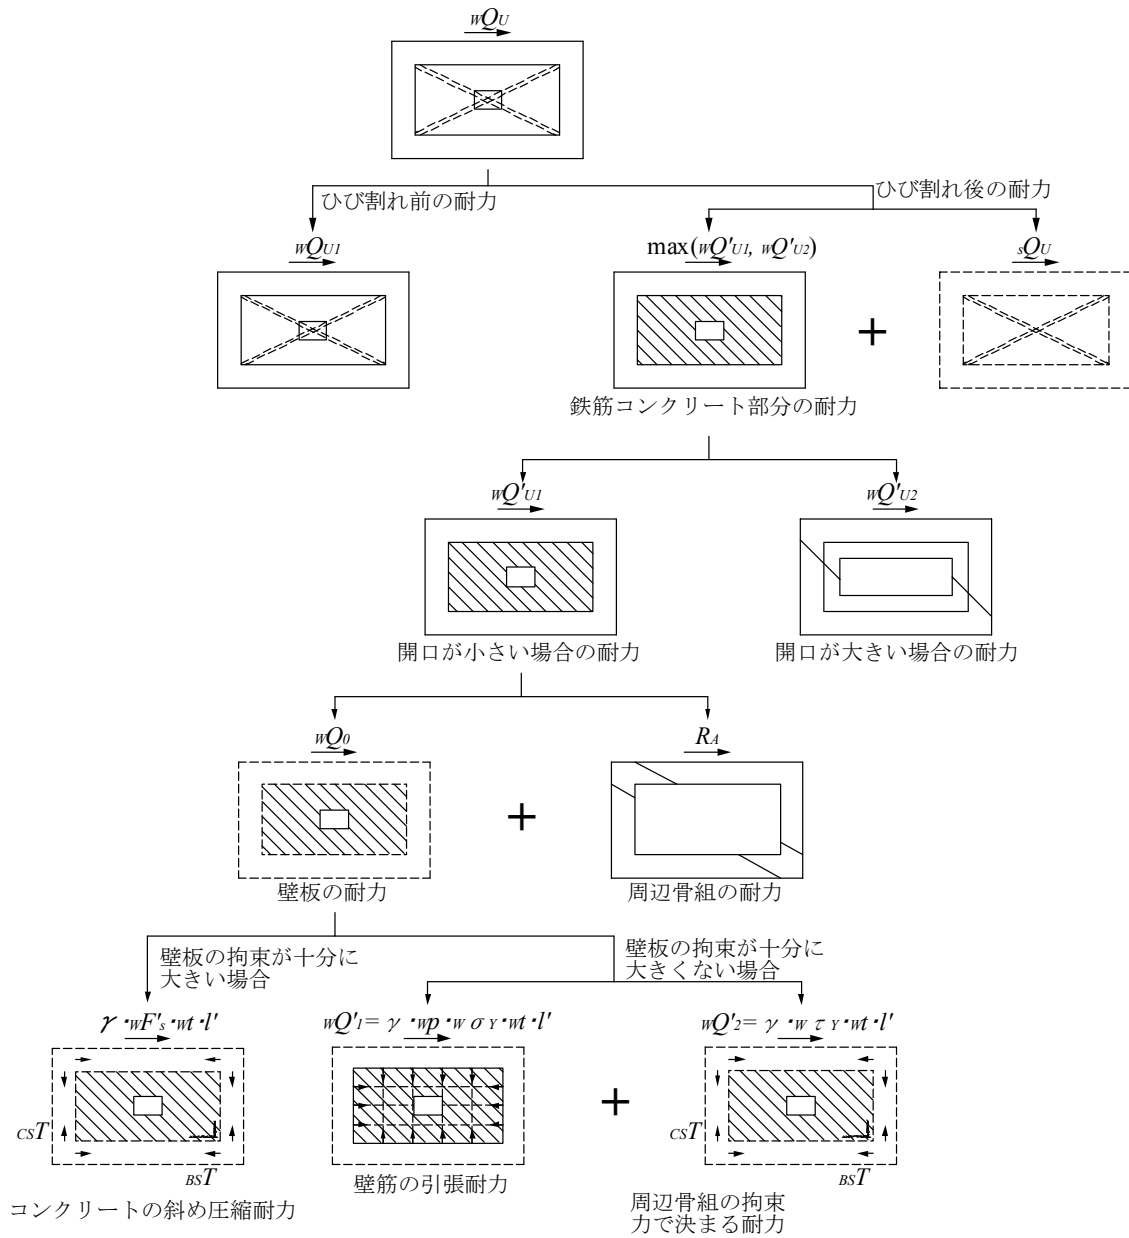 wQU
ひび割れ前の耐力
ひび割れ後の耐力
wQU1
max(wQ'U1, wQ'U2)
sQU
+
鉄筋コンクリート部分の耐力
wQ'U1
wQ'U2
開口が小さい場合の耐力
開口が大きい場合の耐力
wQ0
RA
+
壁板の耐力
周辺骨組の耐力
壁板の拘束が十分に
大きい場合
壁板の拘束が十分に
大きくない場合
γ・wF's・wt・l'
wQ'1= γ・wp・w σ Y・wt・l'
wQ'2= γ・w τ Y・wt・l'
+
CST
BST
CST
BST
コンクリートの斜め圧縮耐力
壁筋の引張耐力
周辺骨組の拘束
力で決まる耐力